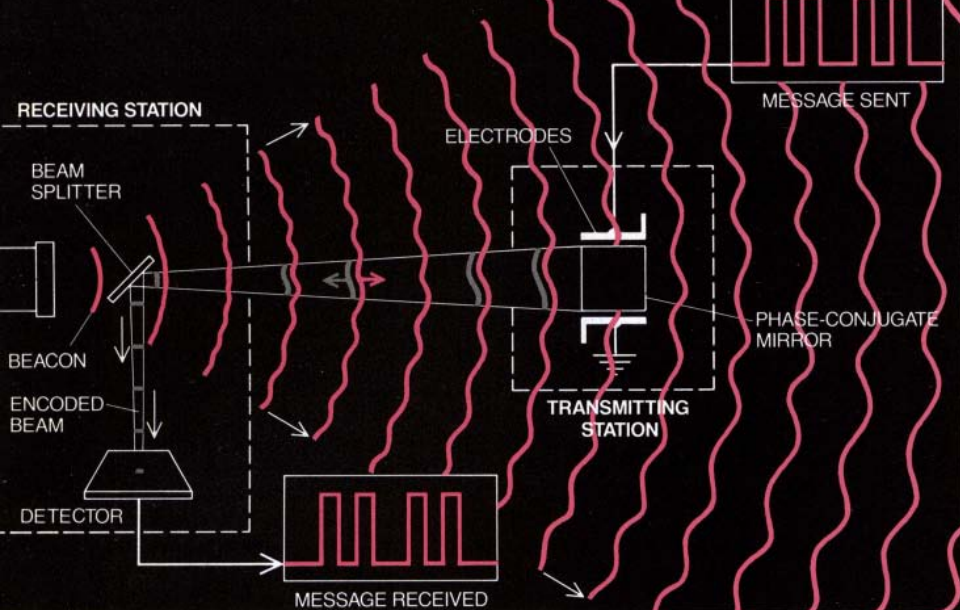 RECEIVING STATION
BEAM
SPLITTER
BEACON
ENCODED
BEAM
DETECTOR
MESSAGE RECEIVED
ELECTRODES
TRANSMITTING
STATION
PHASE-CONJUGATE
MIRROR
MESSAGE SENT